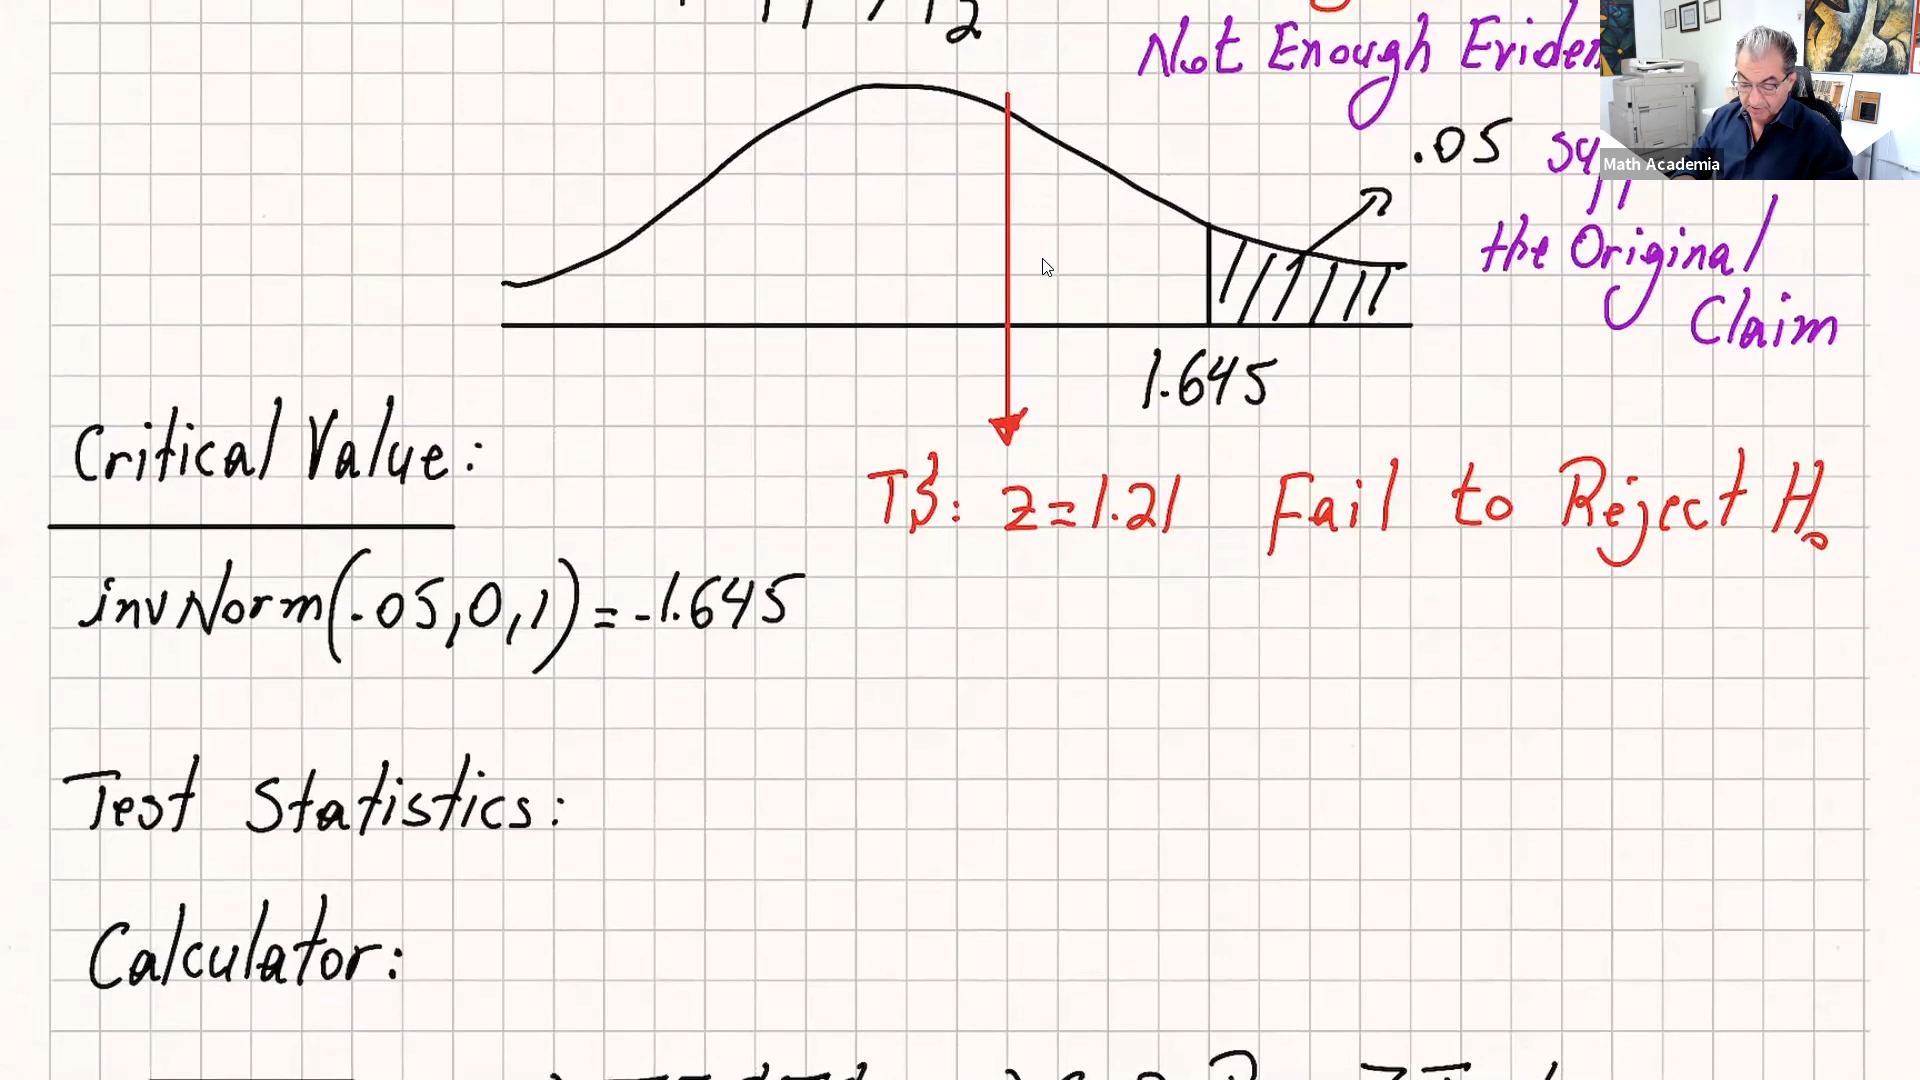 Not Enough Eviden
.05
the Original
Claim
1.645
Critical Value:
TS: z=1.21 Fail to Reject H₀
invNorm(.05,0,1)=-1.645
Test Statistics:
Calculator:
Math Academia